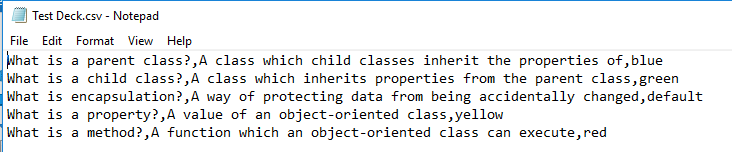 Test Deck.csv - Notepad
File Edit Format View Help
What is a parent class?,A class which child classes inherit the properties of,blue
What is a child class?,A class which inherits properties from the parent class,green
What is encapsulation?,A way of protecting data from being accidentally changed,default
What is a property?,A value of an object-oriented class,yellow
What is a method?,A function which an object-oriented class can execute,red